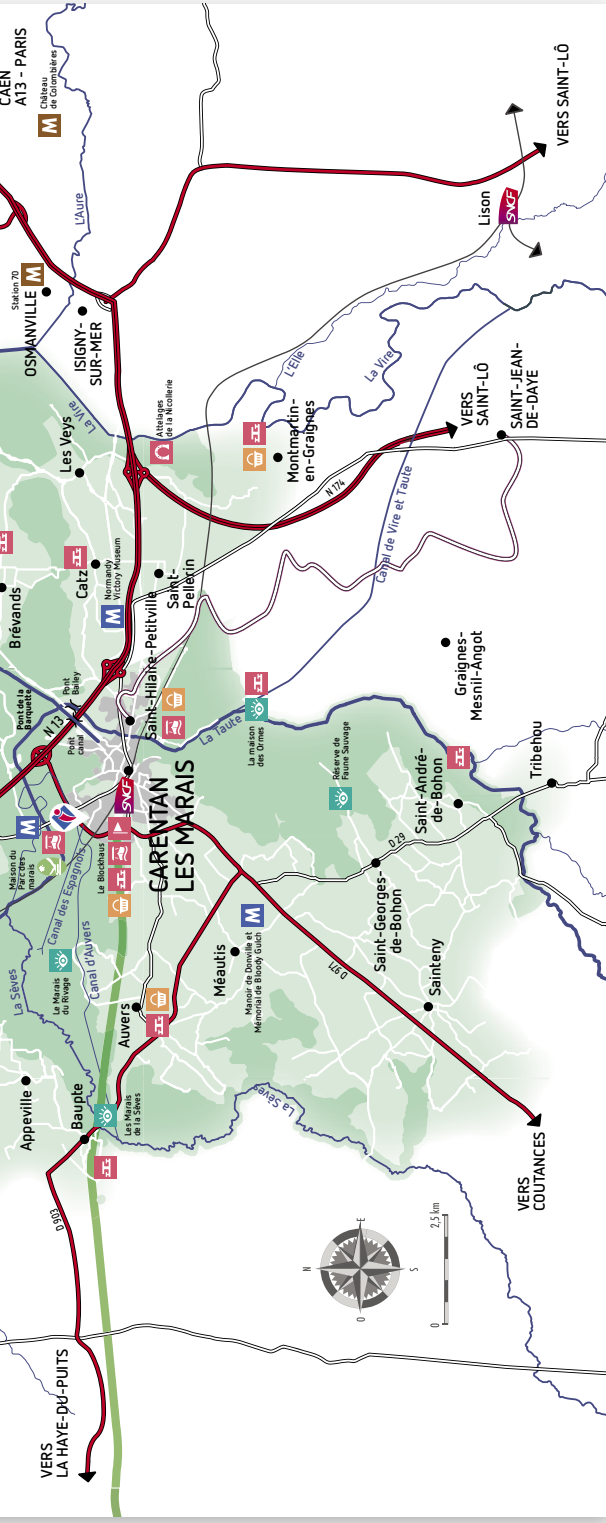 CAEN
A13 - PARIS
Château
de Colombières
M
VERS SAINT-LÔ
L'Aure
Lison
SNCF
Station 70
M
OSMANVILLE
ISIGNY-
SUR-MER
L'Elle
La Vire
La Vire
Attelages
de la Nicollerie
Les Veys
Montmartin-
en-Graignes
VERS
SAINT-LÔ
SAINT-JEAN-
DE-DAYE
N 174
Canal de Vire et Taute
Catz
Normandy
Victory Museum
M
Brévands
Saint-
Pellerin
Saint-Hilaire-Petitville
Pont de la
Barquette
Pont
Bailey
N 13
Pont
canal
La Taute
La maison
des Ormes
Graignes-
Mesnil-Angot
Réserve de
Faune Sauvage
Saint-André-
de-Bohon
Tribehou
SNCF
CARENTAN
LES MARAIS
M
Maison du
Parc des
marais
Le Blockhaus
D 29
Saint-Georges-
de-Bohon
Canal des Espagnols
Canal d'Auvers
La Sèves
Le Marais
du Rivage
M
Manoir de Donville et
Mémorial de Bloody Gulch
Méautis
D 971
Sainteny
Auvers
Appeville
Baupte
Les Marais
de la Sèves
La Sèves
VERS
COUTANCES
D 903
N
E
S
O
0
2,5 km
VERS
LA HAYE-DU-PUITS